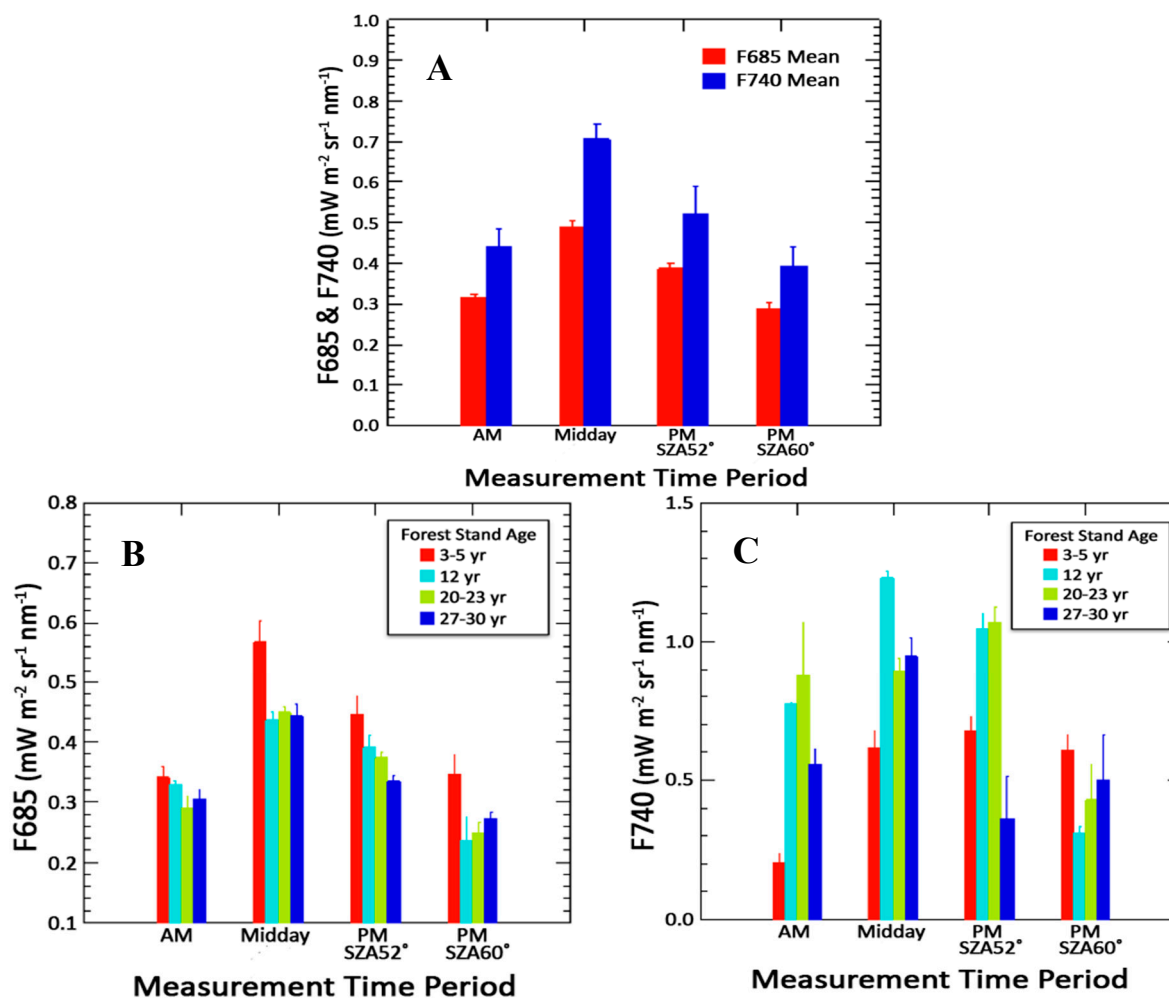 A
F685 Mean
F740 Mean
F685 & F740 (mW m⁻² sr⁻¹ nm⁻¹)
1.0
0.9
0.8
0.7
0.6
0.5
0.4
0.3
0.2
0.1
0.0
AM Midday PM PM
SZA52° SZA60°
Measurement Time Period
B
Forest Stand Age
3-5 yr
12 yr
20-23 yr
27-30 yr
F685 (mW m⁻² sr⁻¹ nm⁻¹)
0.8
0.7
0.6
0.5
0.4
0.3
0.2
0.1
AM Midday PM PM
SZA52° SZA60°
Measurement Time Period
C
Forest Stand Age
3-5 yr
12 yr
20-23 yr
27-30 yr
F740 (mW m⁻² sr⁻¹ nm⁻¹)
1.5
1.0
0.5
0.0
AM Midday PM PM
SZA52° SZA60°
Measurement Time Period